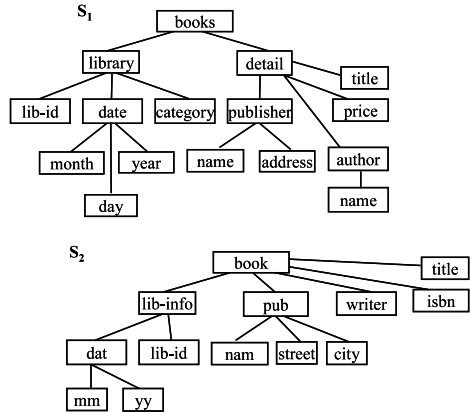 S1
books
library
detail
title
lib-id
date
category
publisher
price
month
year
name
address
author
day
name
S2
book
title
lib-info
pub
writer
isbn
dat
lib-id
nam
street
city
mm
yy